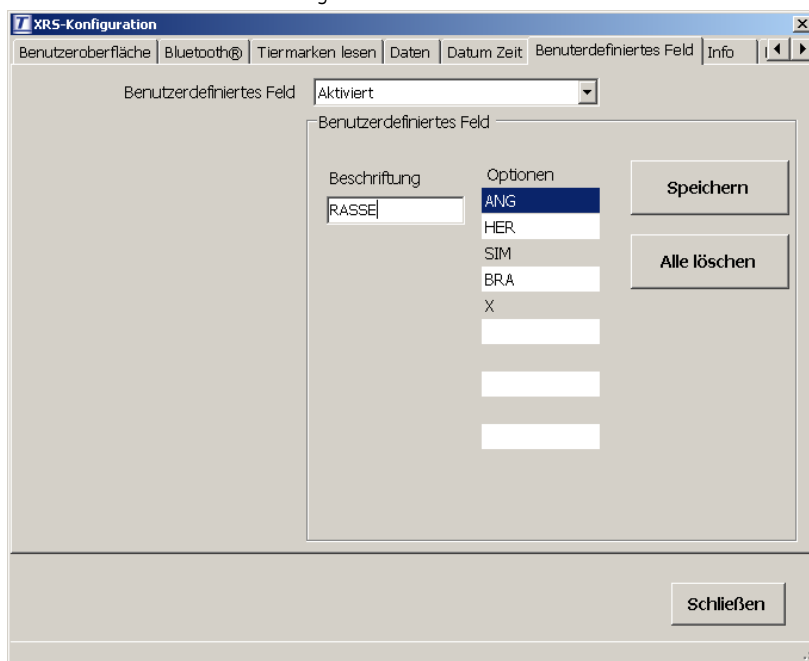 XRS-Konfiguration
Benutzeroberfläche Bluetooth® Tiermarken lesen Daten Datum Zeit Benuterdefiniertes Feld Info
Benutzerdefiniertes Feld Aktiviert
Benutzerdefiniertes Feld
Beschriftung Optionen
RASSE
ANG
HER
SIM
BRA
X
Speichern
Alle löschen
Schließen